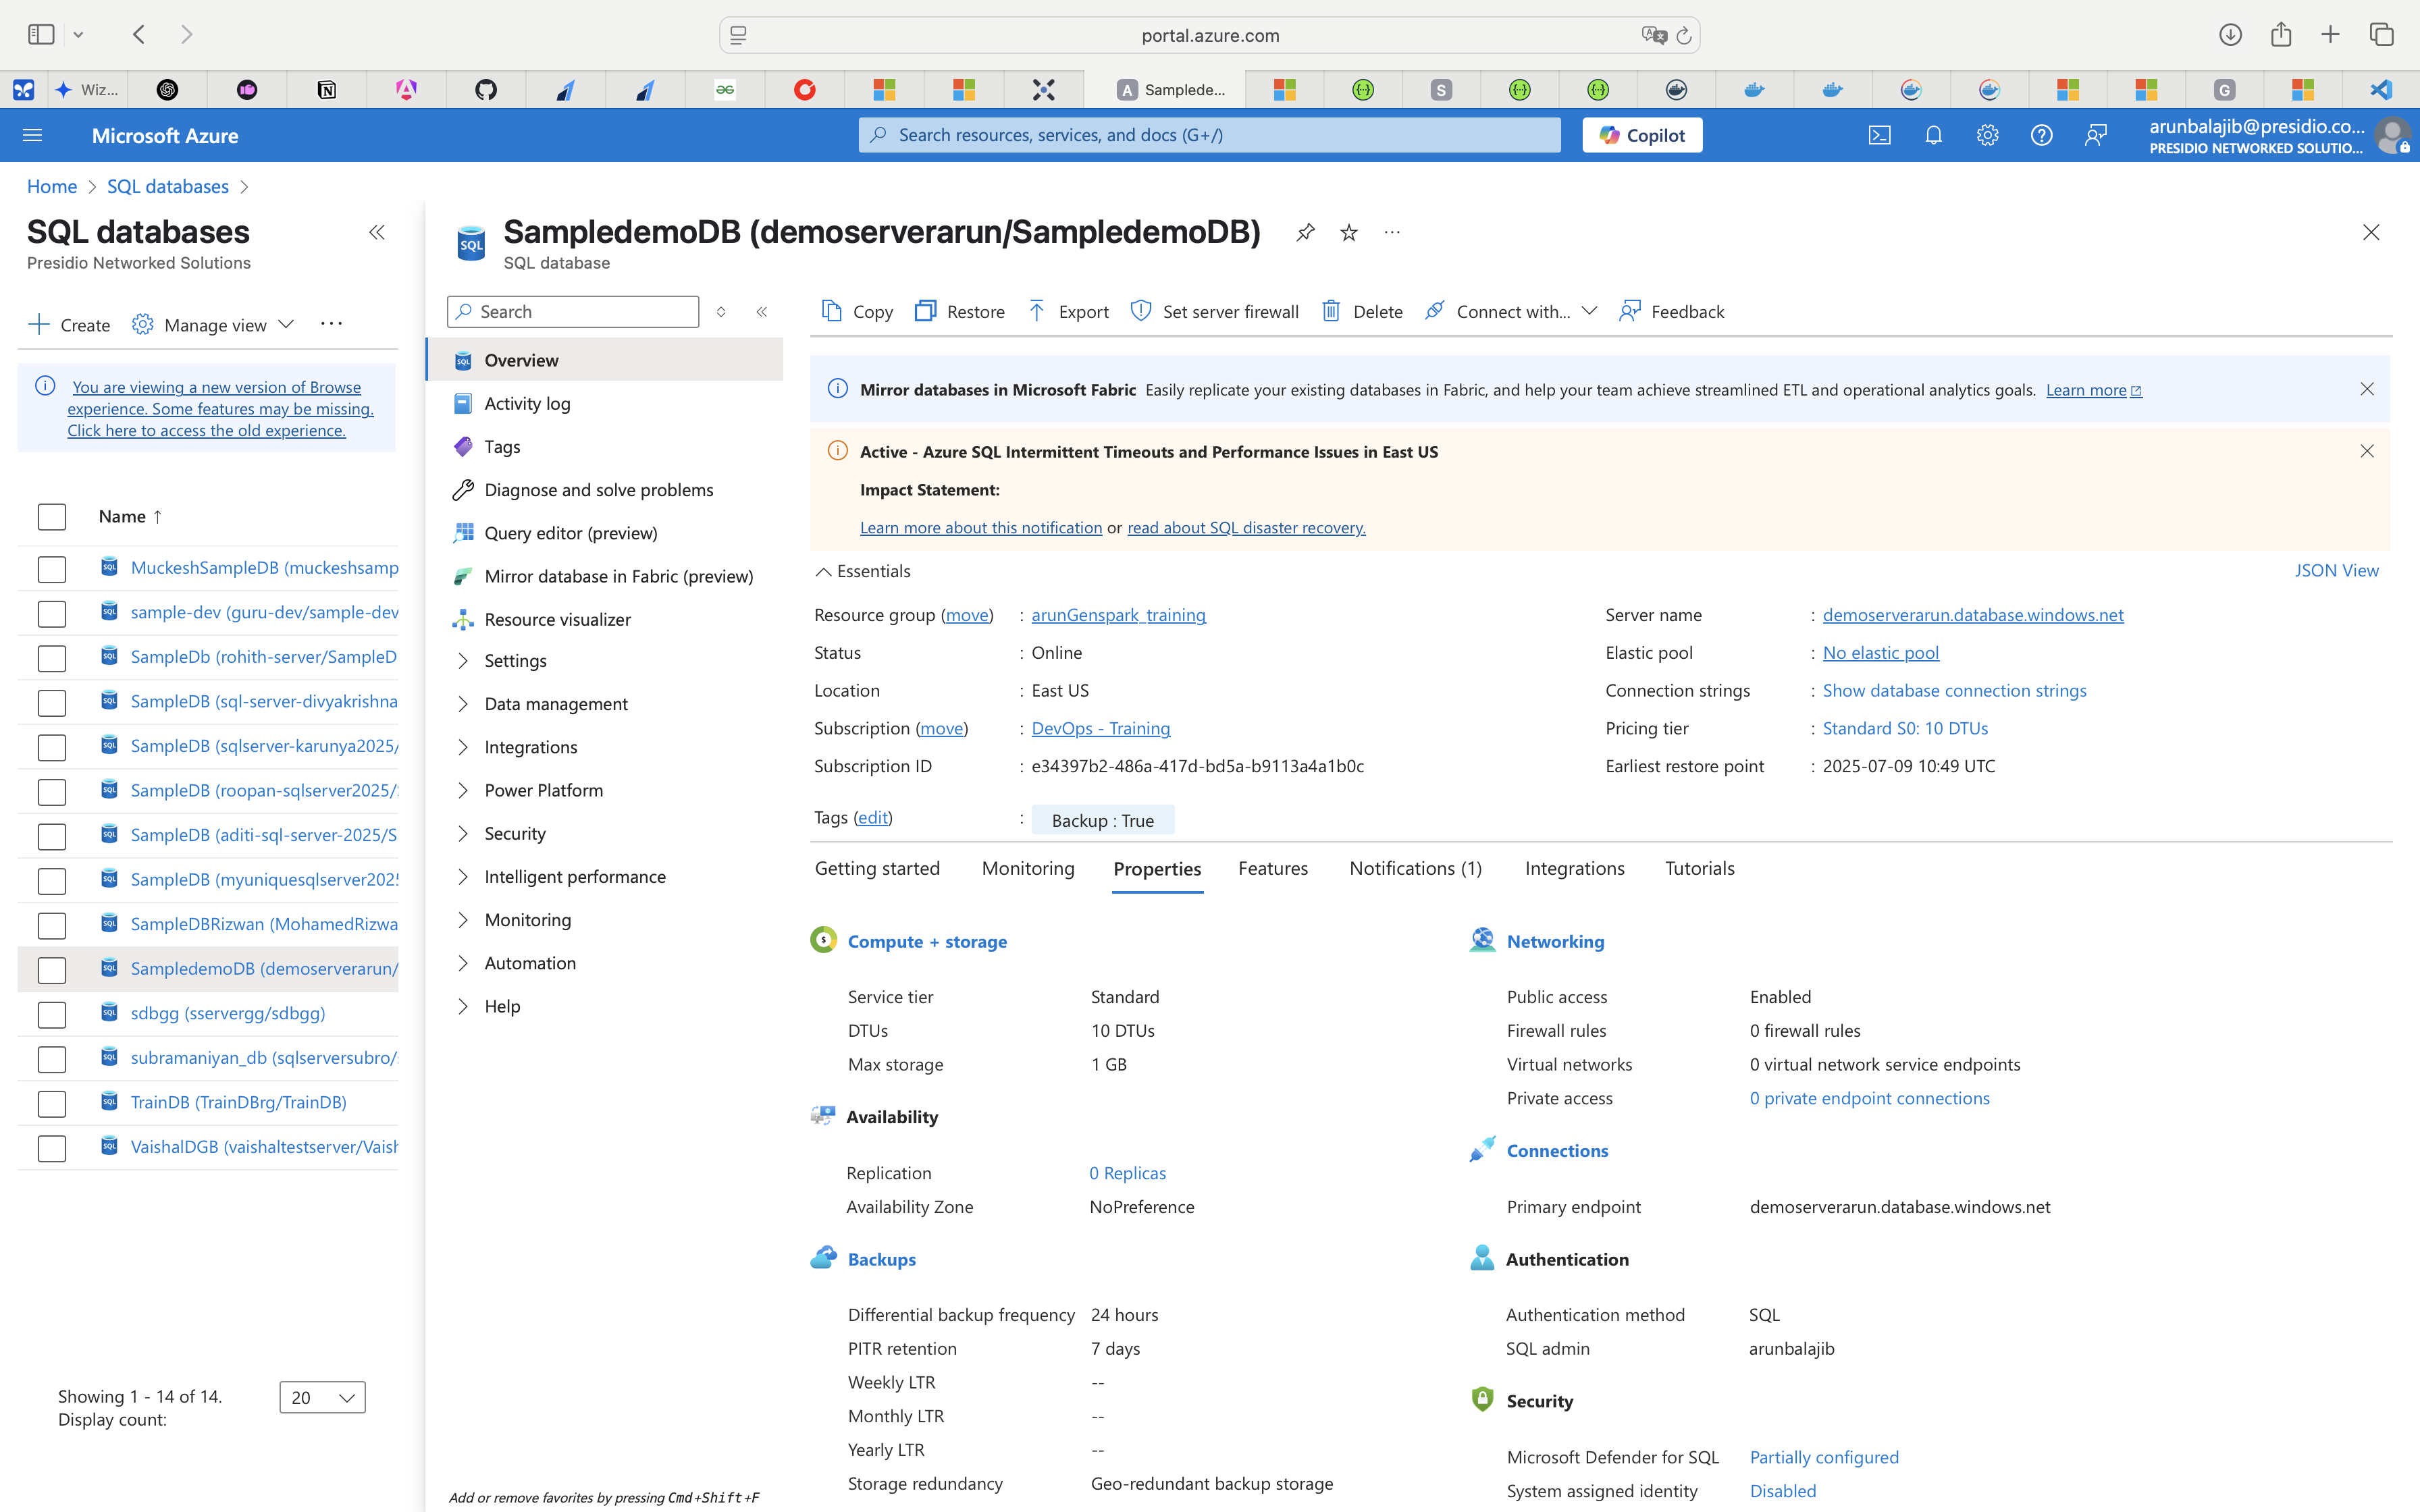 portal.azure.com
Wiz...
A Samplede...
S
G
Microsoft Azure
Search resources, services, and docs (G+/)
Copilot
arunbalajib@presidio.co...
PRESIDIO NETWORKED SOLUTIO...
Home > SQL databases >
SQL databases
Presidio Networked Solutions
Create
Manage view
...
You are viewing a new version of Browse
experience. Some features may be missing.
Click here to access the old experience.
Name ↑
MuckeshSampleDB (muckeshsamp
sample-dev (guru-dev/sample-dev
SampleDb (rohith-server/SampleD
SampleDB (sql-server-divyakrishna
SampleDB (sqlserver-karunya2025/
SampleDB (roopan-sqlserver2025/
SampleDB (aditi-sql-server-2025/S
SampleDB (myuniquesqlserver2025
SampleDBRizwan (MohamedRizwa
SampledemoDB (demoserverarun/
sdbgg (sservergg/sdbgg)
subramaniyan_db (sqlserversubro/
TrainDB (TrainDBrg/TrainDB)
VaishalDGB (vaishaltestserver/Vaish
Showing 1 - 14 of 14.
Display count:
20
SampledemoDB (demoserverarun/SampledemoDB)
...
SQL database
Search
Overview
Activity log
Tags
Diagnose and solve problems
Query editor (preview)
Mirror database in Fabric (preview)
Resource visualizer
Settings
Data management
Integrations
Power Platform
Security
Intelligent performance
Monitoring
Automation
Help
Add or remove favorites by pressing Cmd+Shift+F
Copy
Restore
Export
Set server firewall
Delete
Connect with...
Feedback
Mirror databases in Microsoft Fabric Easily replicate your existing databases in Fabric, and help your team achieve streamlined ETL and operational analytics goals. Learn more
Active - Azure SQL Intermittent Timeouts and Performance Issues in East US
Impact Statement:
Learn more about this notification or read about SQL disaster recovery.
Essentials
JSON View
Resource group (move) : arunGenspark_training
Status : Online
Location : East US
Subscription (move) : DevOps - Training
Subscription ID : e34397b2-486a-417d-bd5a-b9113a4a1b0c
Tags (edit) : Backup : True
Server name : demoserverarun.database.windows.net
Elastic pool : No elastic pool
Connection strings : Show database connection strings
Pricing tier : Standard S0: 10 DTUs
Earliest restore point : 2025-07-09 10:49 UTC
Getting started Monitoring Properties Features Notifications (1) Integrations Tutorials
Compute + storage
Service tier Standard
DTUs 10 DTUs
Max storage 1 GB
Availability
Replication 0 Replicas
Availability Zone NoPreference
Backups
Differential backup frequency 24 hours
PITR retention 7 days
Weekly LTR --
Monthly LTR --
Yearly LTR --
Storage redundancy Geo-redundant backup storage
Networking
Public access Enabled
Firewall rules 0 firewall rules
Virtual networks 0 virtual network service endpoints
Private access 0 private endpoint connections
Connections
Primary endpoint demoserverarun.database.windows.net
Authentication
Authentication method SQL
SQL admin arunbalajib
Security
Microsoft Defender for SQL Partially configured
System assigned identity Disabled